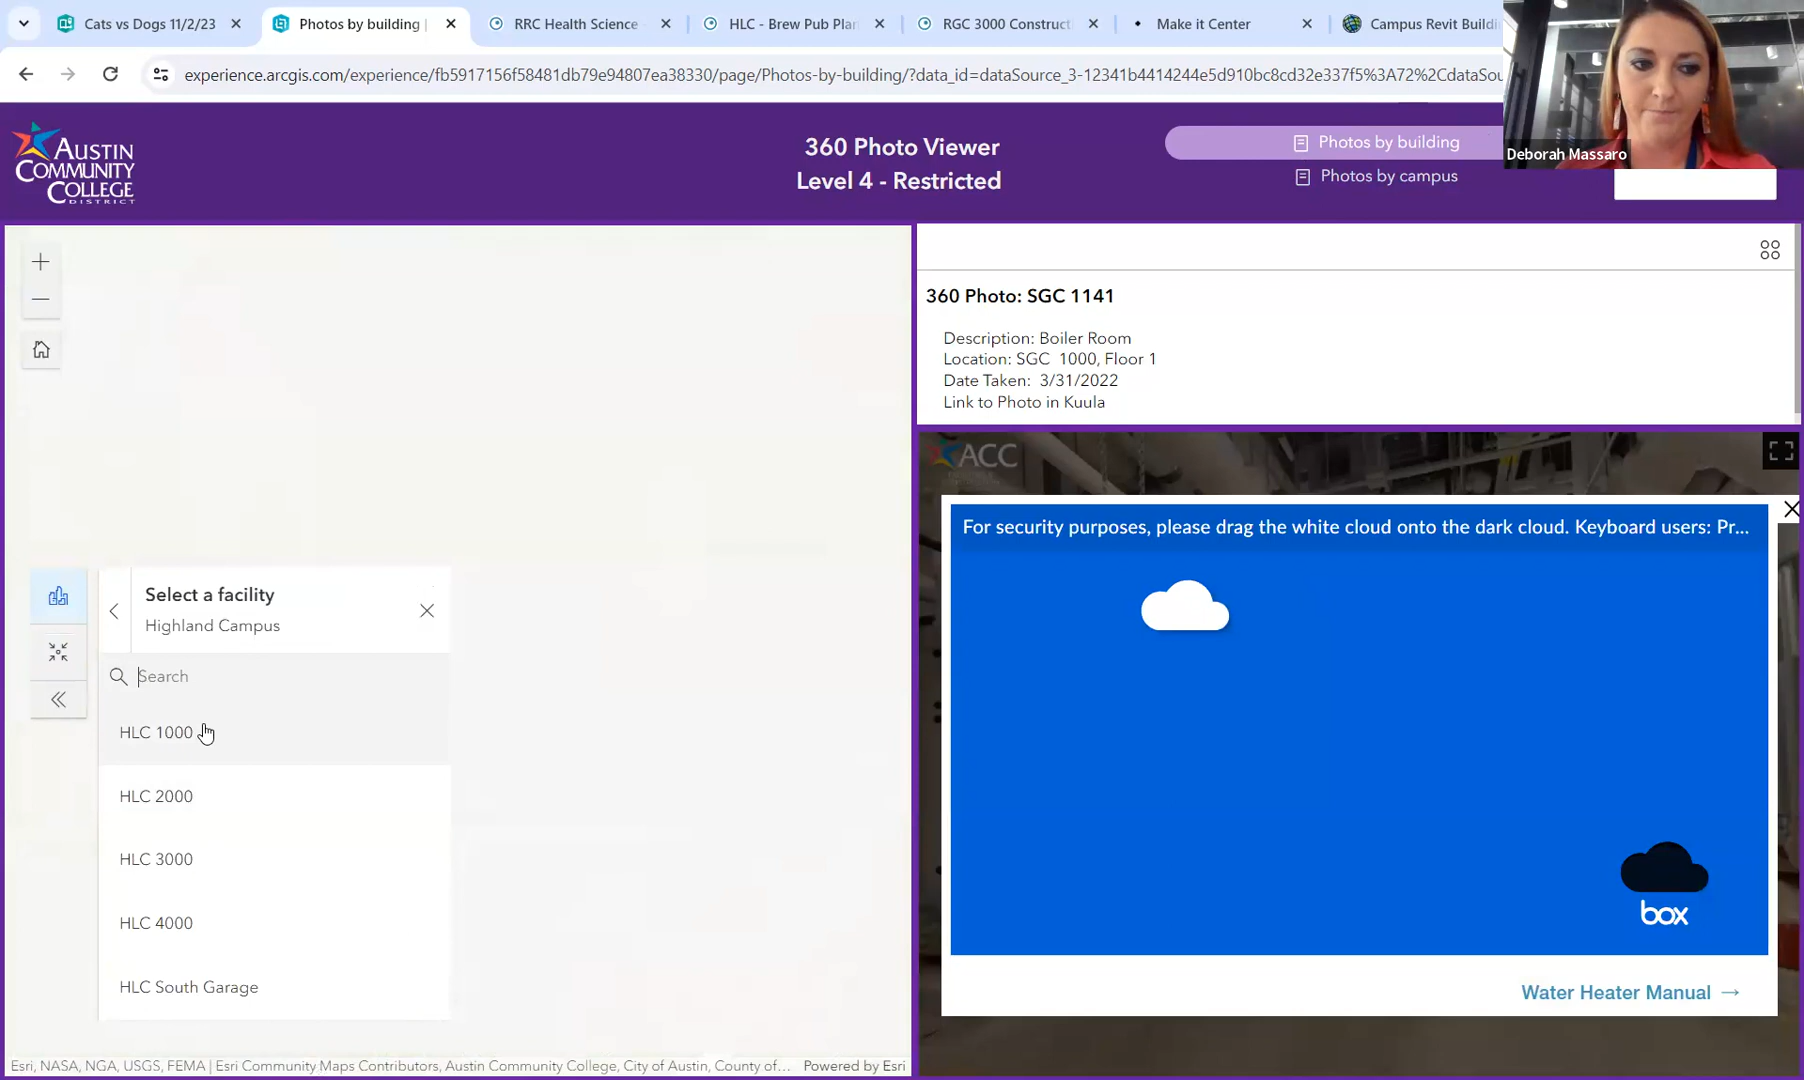 Cats vs Dogs 11/2/23
Photos by building |
RRC Health Science
HLC - Brew Pub Plan
RGC 3000 Constructi
Make it Center
Campus Revit Buildin
experience.arcgis.com/experience/fb5917156f58481db79e94807ea38330/page/Photos-by-building/?data_id=dataSource_3-12341b4414244e5d910bc8cd32e337f5%3A72%2CdataSou
Deborah Massaro
AUSTIN
COMMUNITY
COLLEGE
DISTRICT
360 Photo Viewer
Level 4 - Restricted
Photos by building
Photos by campus
360 Photo: SGC 1141
Description: Boiler Room
Location: SGC 1000, Floor 1
Date Taken: 3/31/2022
Link to Photo in Kuula
ACC
For security purposes, please drag the white cloud onto the dark cloud. Keyboard users: Pr...
box
Water Heater Manual →
Select a facility
Highland Campus
Search
HLC 1000
HLC 2000
HLC 3000
HLC 4000
HLC South Garage
Esri, NASA, NGA, USGS, FEMA | Esri Community Maps Contributors, Austin Community College, City of Austin, County of...
Powered by Esri